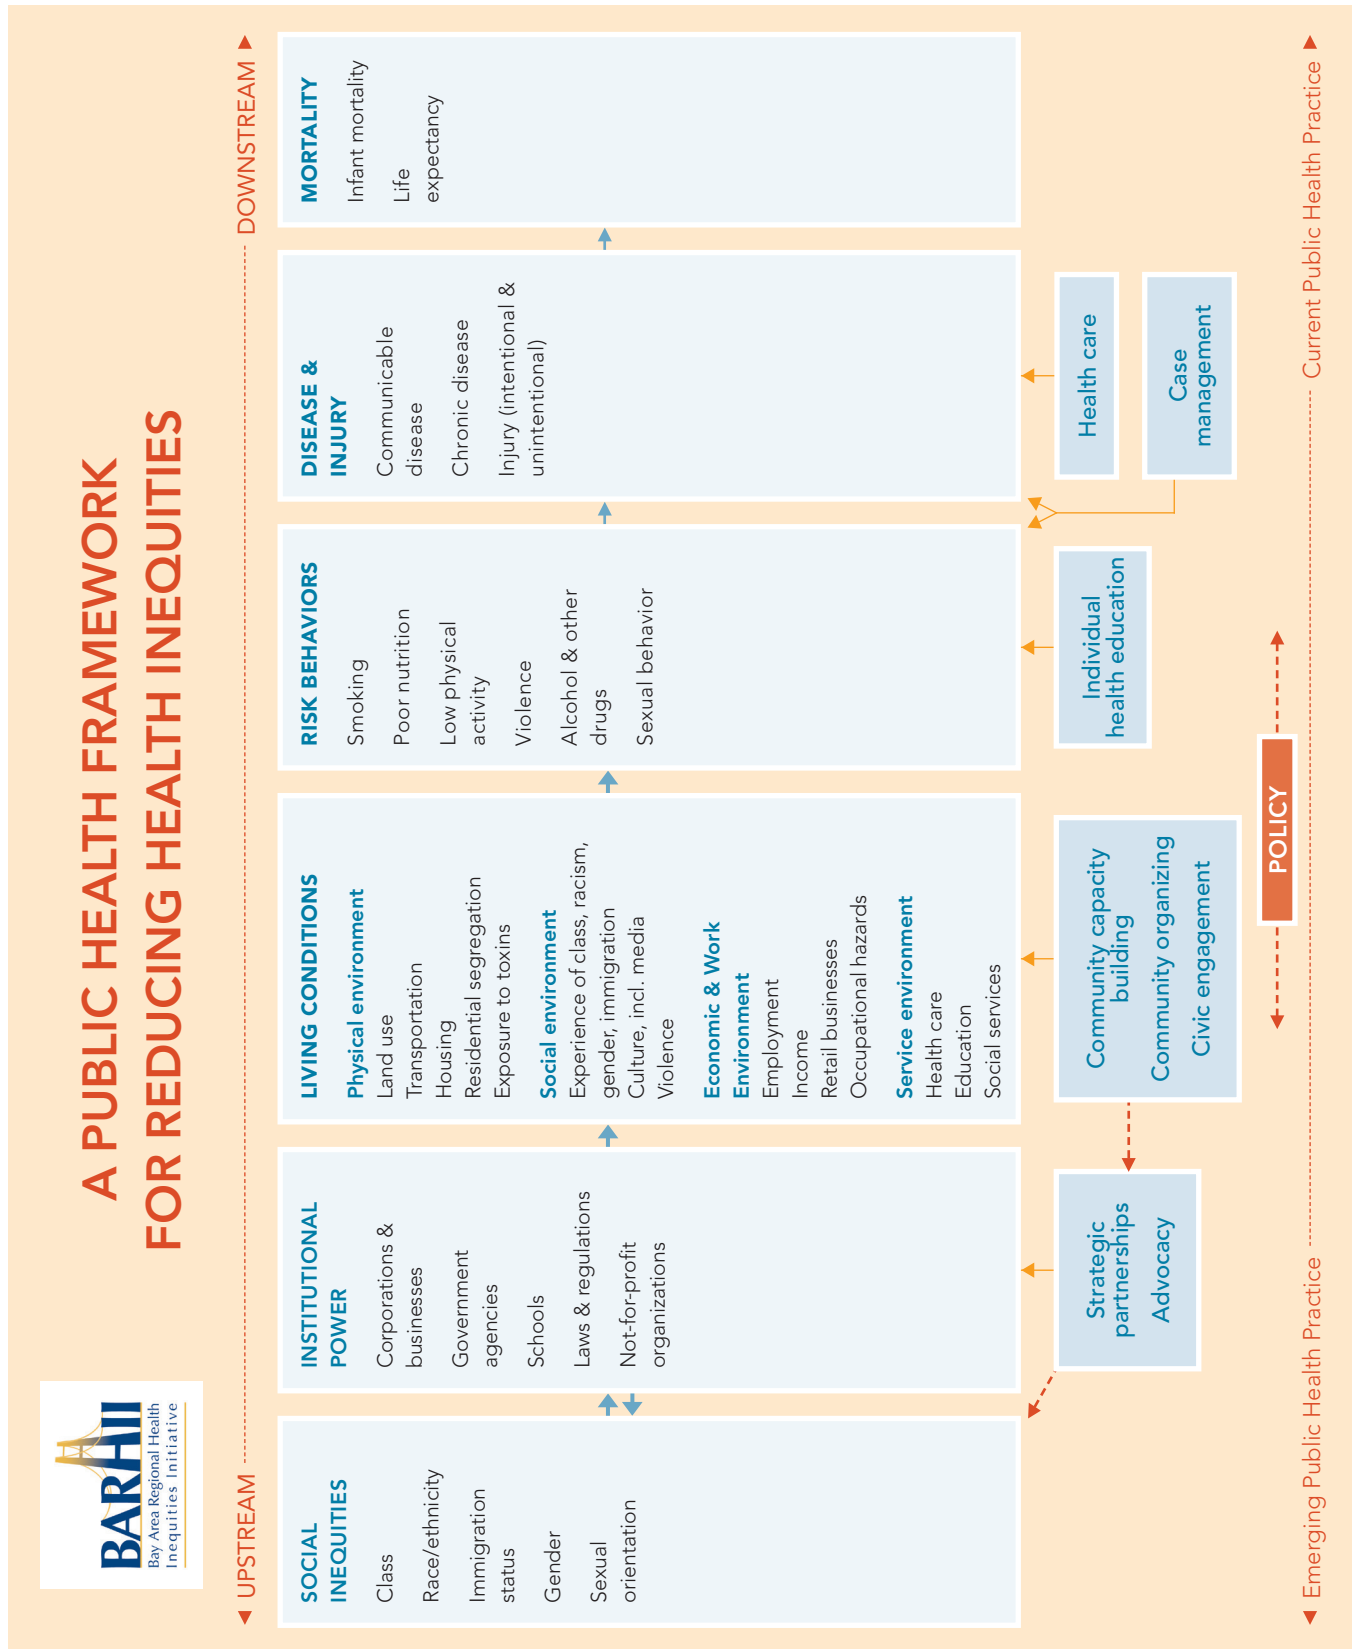 BARHII
Bay Area Regional Health
Inequities Initiative
A PUBLIC HEALTH FRAMEWORK
FOR REDUCING HEALTH INEQUITIES
UPSTREAM
DOWNSTREAM
SOCIAL
INEQUITIES
Class
Race/ethnicity
Immigration
status
Gender
Sexual
orientation
INSTITUTIONAL
POWER
Corporations &
businesses
Government
agencies
Schools
Laws & regulations
Not-for-profit
organizations
LIVING CONDITIONS
Physical environment
Land use
Transportation
Housing
Residential segregation
Exposure to toxins
Social environment
Experience of class, racism,
gender, immigration
Culture, incl. media
Violence
Economic & Work
Environment
Employment
Income
Retail businesses
Occupational hazards
Service environment
Health care
Education
Social services
RISK BEHAVIORS
Smoking
Poor nutrition
Low physical
activity
Violence
Alcohol & other
drugs
Sexual behavior
DISEASE &
INJURY
Communicable
disease
Chronic disease
Injury (intentional &
unintentional)
MORTALITY
Infant mortality
Life
expectancy
Strategic
partnerships
Advocacy
Community capacity
building
Community organizing
Civic engagement
Individual
health education
Health care
Case
management
POLICY
Emerging Public Health Practice
Current Public Health Practice